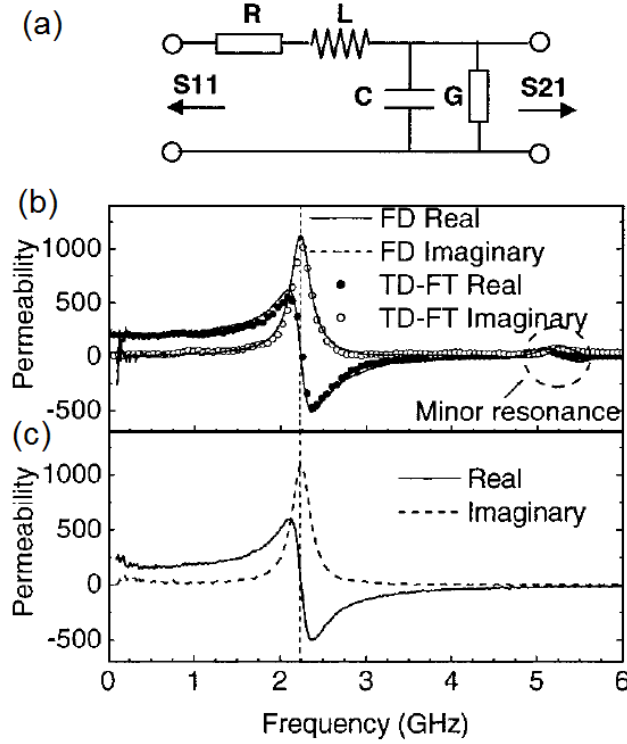 (a)
R
L
S11
C
G
S21
(b)
FD Real
FD Imaginary
TD-FT Real
TD-FT Imaginary
Minor resonance
Permeability
1000
500
0
-500
(c)
Real
Imaginary
Permeability
1000
500
0
-500
0
1
2
3
4
5
6
Frequency (GHz)